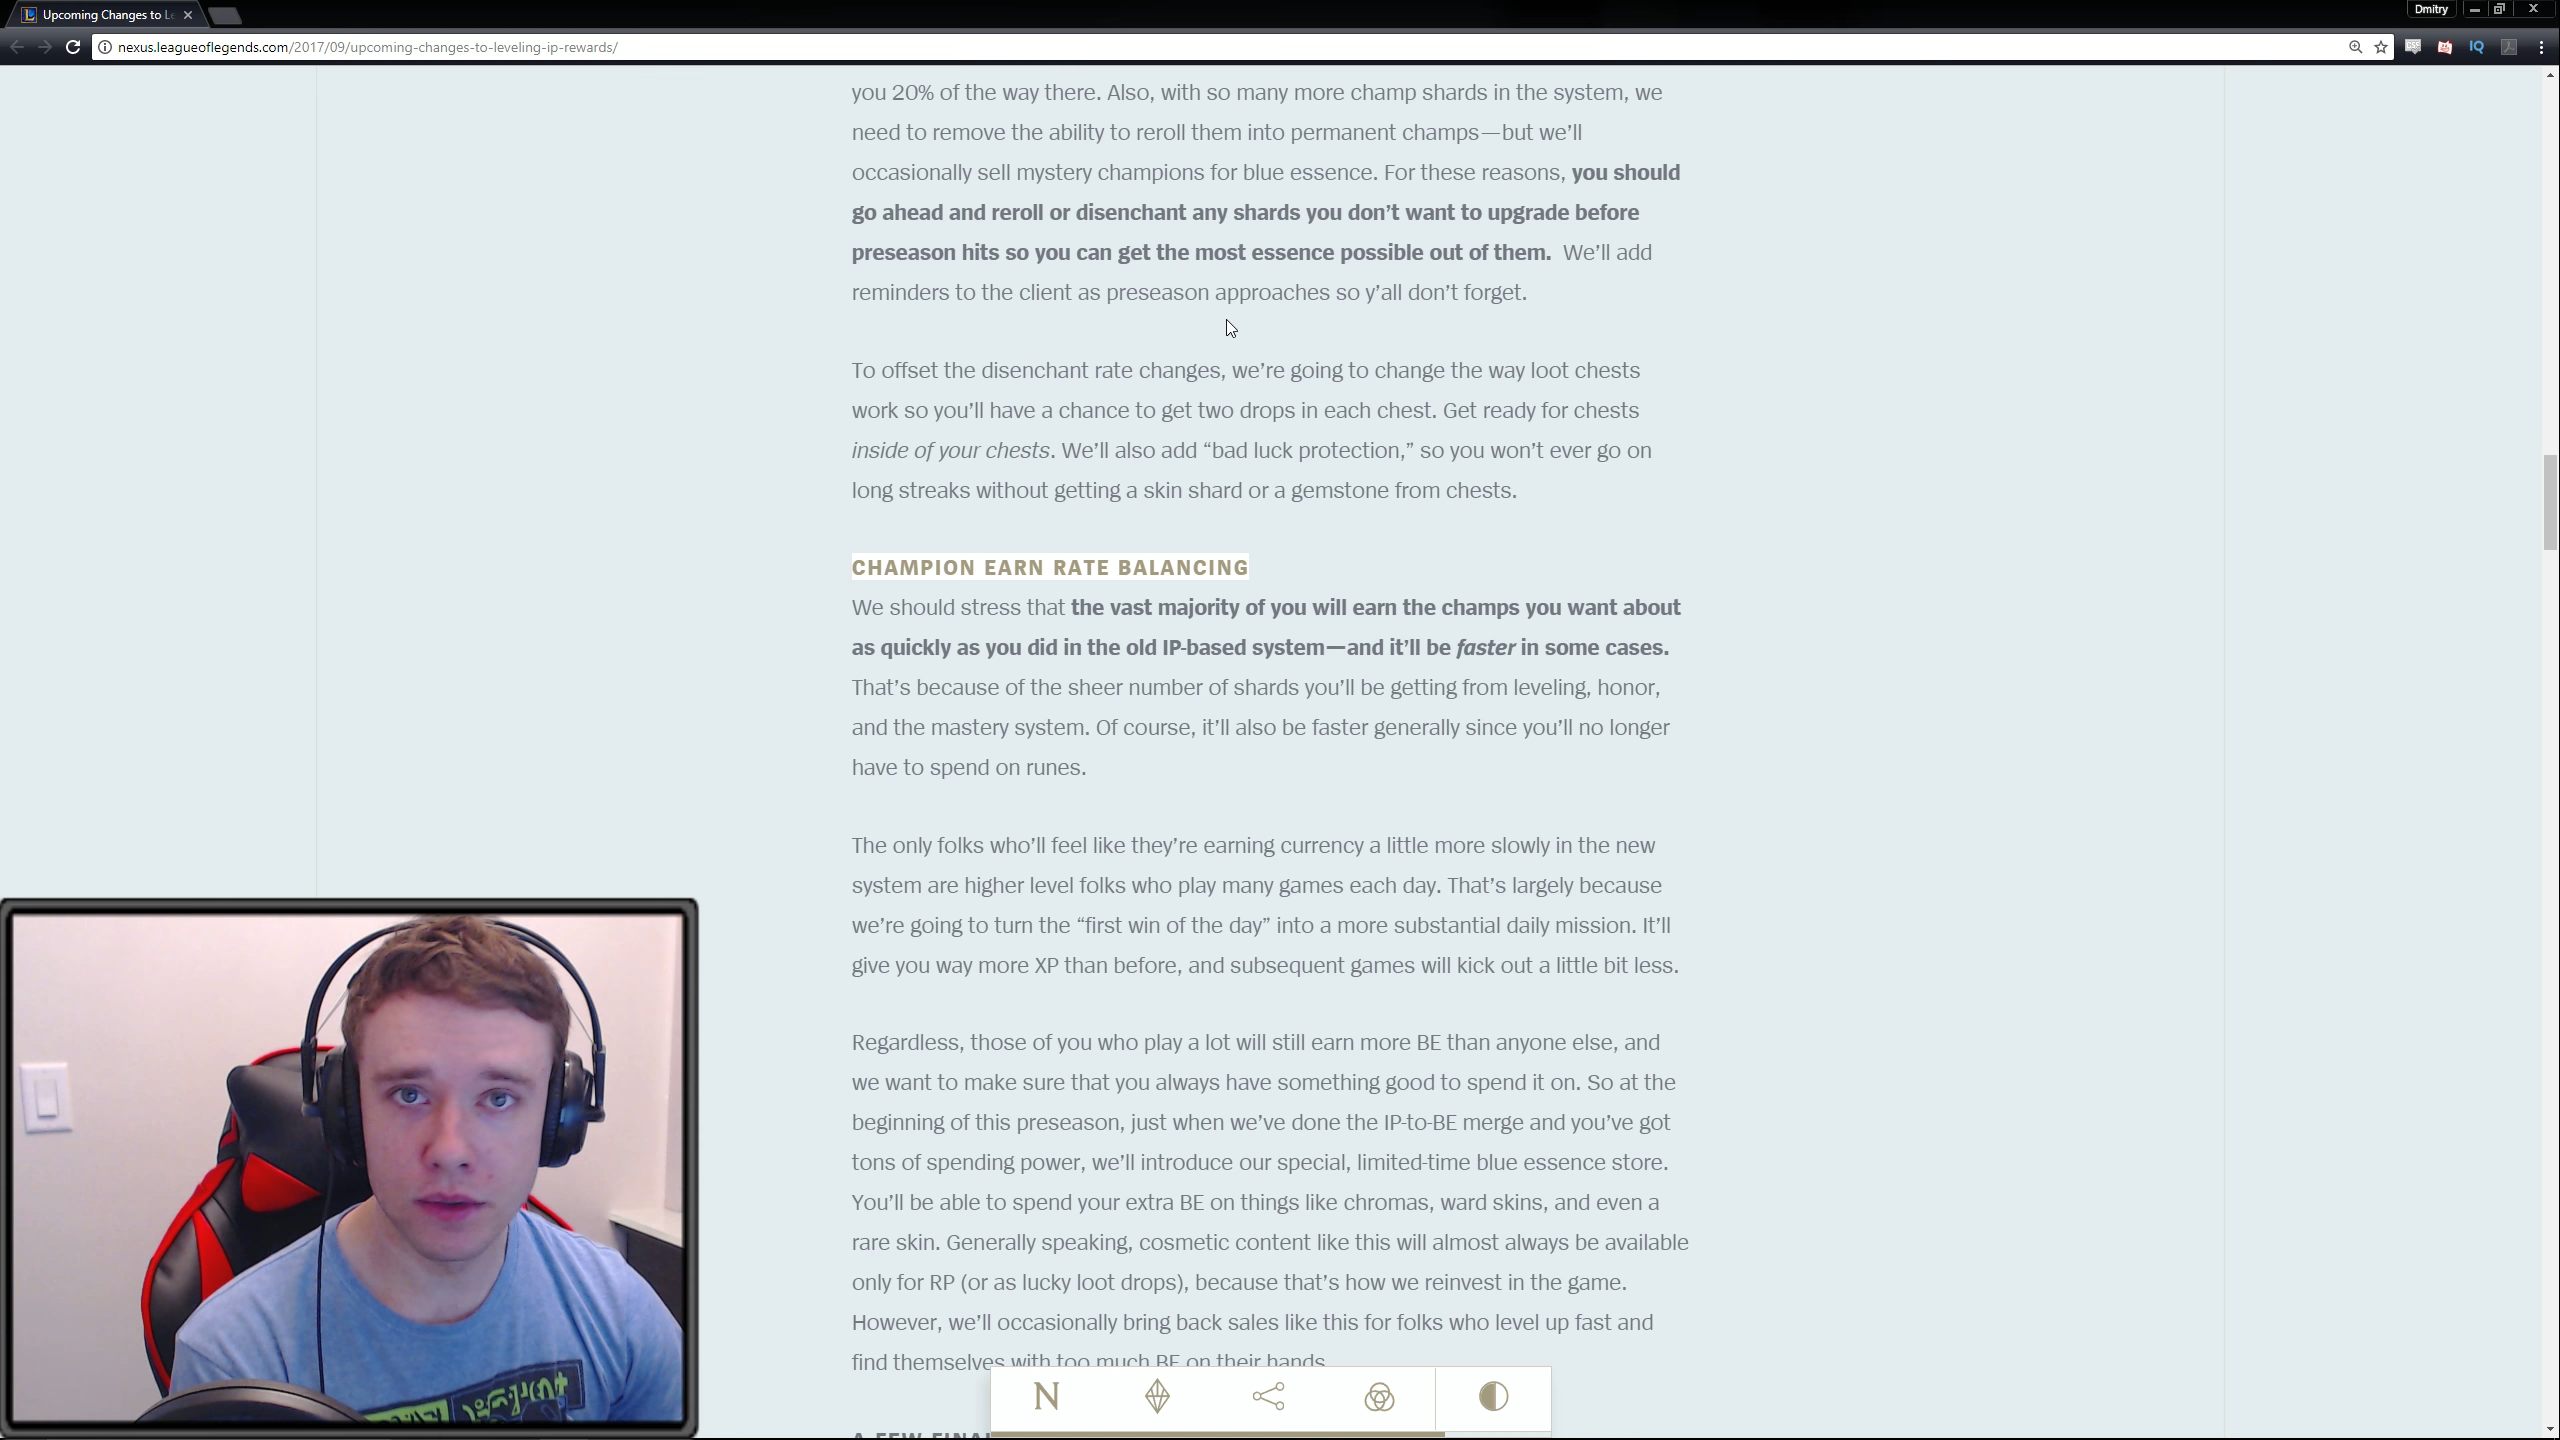 Upcoming Changes to Le
Dmitry
nexus.leagueoflegends.com/2017/09/upcoming-changes-to-leveling-ip-rewards/
IQ
you 20% of the way there. Also, with so many more champ shards in the system, we
need to remove the ability to reroll them into permanent champs—but we’ll
occasionally sell mystery champions for blue essence. For these reasons, you should
go ahead and reroll or disenchant any shards you don’t want to upgrade before
preseason hits so you can get the most essence possible out of them. We’ll add
reminders to the client as preseason approaches so y’all don’t forget.
To offset the disenchant rate changes, we’re going to change the way loot chests
work so you’ll have a chance to get two drops in each chest. Get ready for chests
inside of your chests. We’ll also add “bad luck protection,” so you won’t ever go on
long streaks without getting a skin shard or a gemstone from chests.
CHAMPION EARN RATE BALANCING
We should stress that the vast majority of you will earn the champs you want about
as quickly as you did in the old IP-based system—and it’ll be faster in some cases.
That’s because of the sheer number of shards you’ll be getting from leveling, honor,
and the mastery system. Of course, it’ll also be faster generally since you’ll no longer
have to spend on runes.
The only folks who’ll feel like they’re earning currency a little more slowly in the new
system are higher level folks who play many games each day. That’s largely because
we’re going to turn the “first win of the day” into a more substantial daily mission. It’ll
give you way more XP than before, and subsequent games will kick out a little bit less.
Regardless, those of you who play a lot will still earn more BE than anyone else, and
we want to make sure that you always have something good to spend it on. So at the
beginning of this preseason, just when we’ve done the IP-to-BE merge and you’ve got
tons of spending power, we’ll introduce our special, limited-time blue essence store.
You’ll be able to spend your extra BE on things like chromas, ward skins, and even a
rare skin. Generally speaking, cosmetic content like this will almost always be available
only for RP (or as lucky loot drops), because that’s how we reinvest in the game.
However, we’ll occasionally bring back sales like this for folks who level up fast and
find themselves with too much BE on their hands.
N
A FEW FINAL